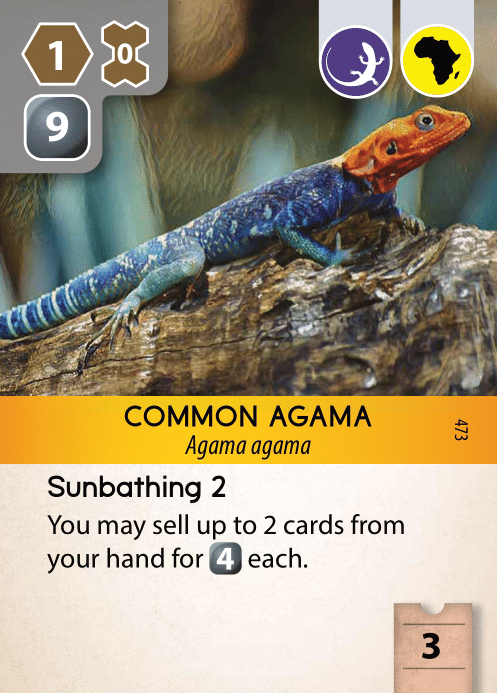 1
0
9
COMMON AGAMA
Agama agama
473
Sunbathing 2
You may sell up to 2 cards from
your hand for 4 each.
3